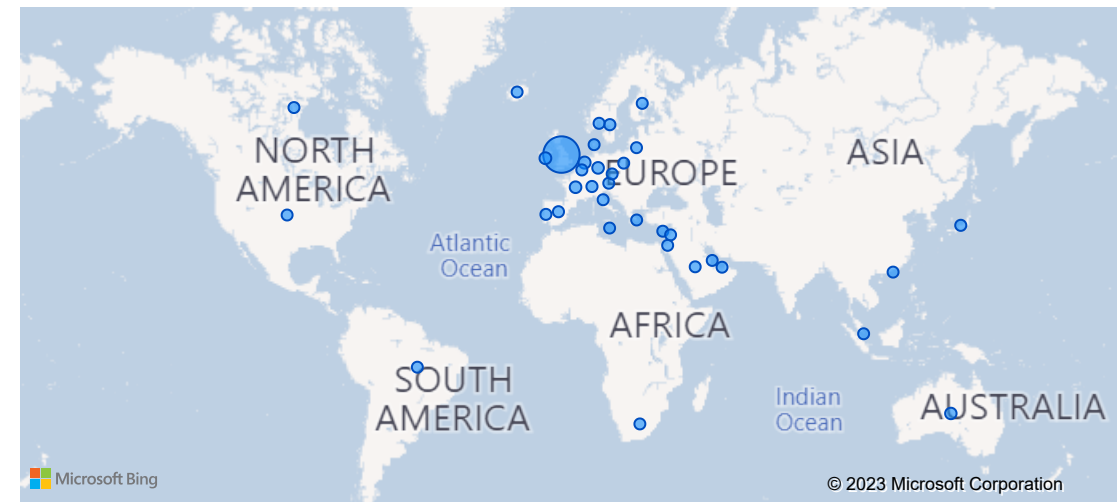 NORTH
AMERICA
EUROPE
ASIA
Atlantic
Ocean
AFRICA
SOUTH
AMERICA
Indian
Ocean
AUSTRALIA
Microsoft Bing
© 2023 Microsoft Corporation